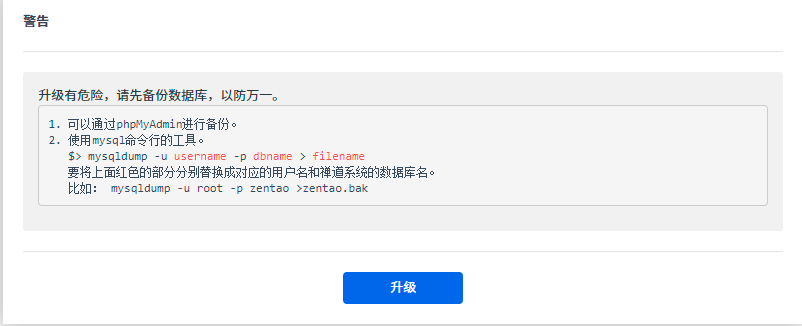 警告
升级有危险，请先备份数据库，以防万一。
1. 可以通过phpMyAdmin进行备份。
2. 使用mysql命令行的工具。
$> mysqldump -u username -p dbname > filename
要将上面红色的部分分别替换成对应的用户名和禅道系统的数据库名。
比如： mysqldump -u root -p zentao >zentao.bak
升级